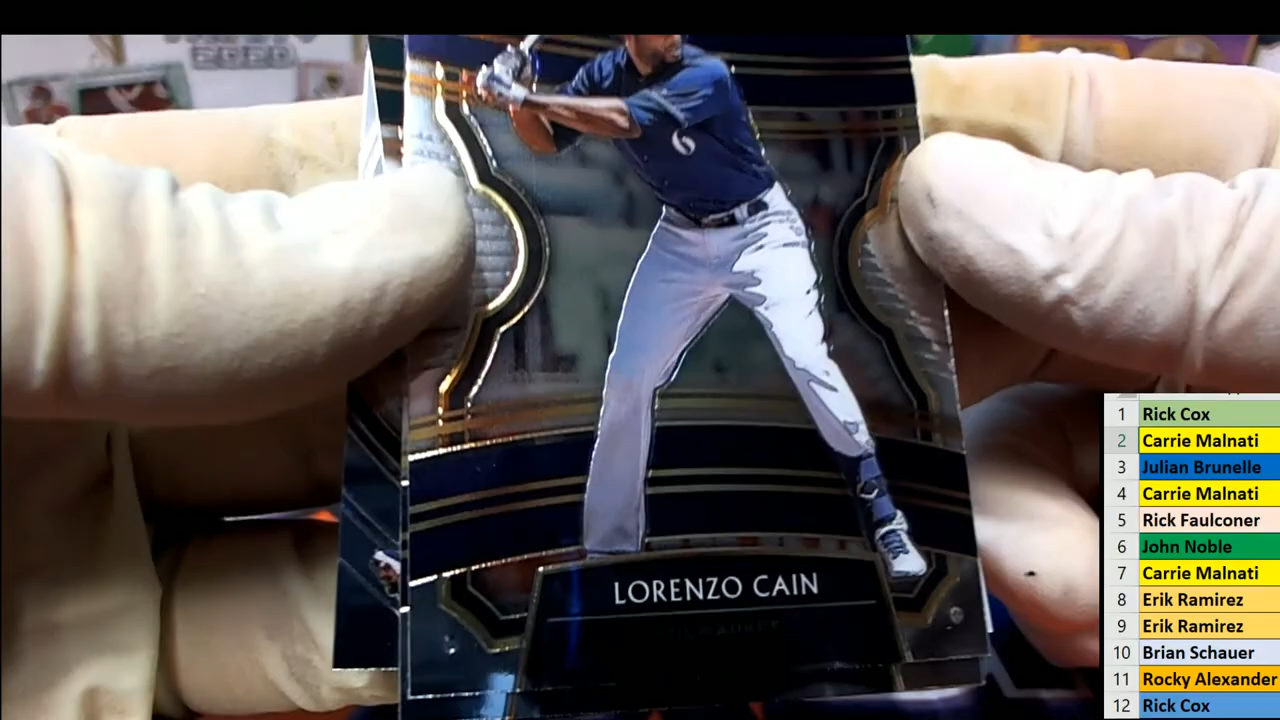 6
LORENZO CAIN
MILWAUKEE
1 Rick Cox
2 Carrie Malnati
3 Julian Brunelle
4 Carrie Malnati
5 Rick Faulconer
6 John Noble
7 Carrie Malnati
8 Erik Ramirez
9 Erik Ramirez
10 Brian Schauer
11 Rocky Alexander
12 Rick Cox